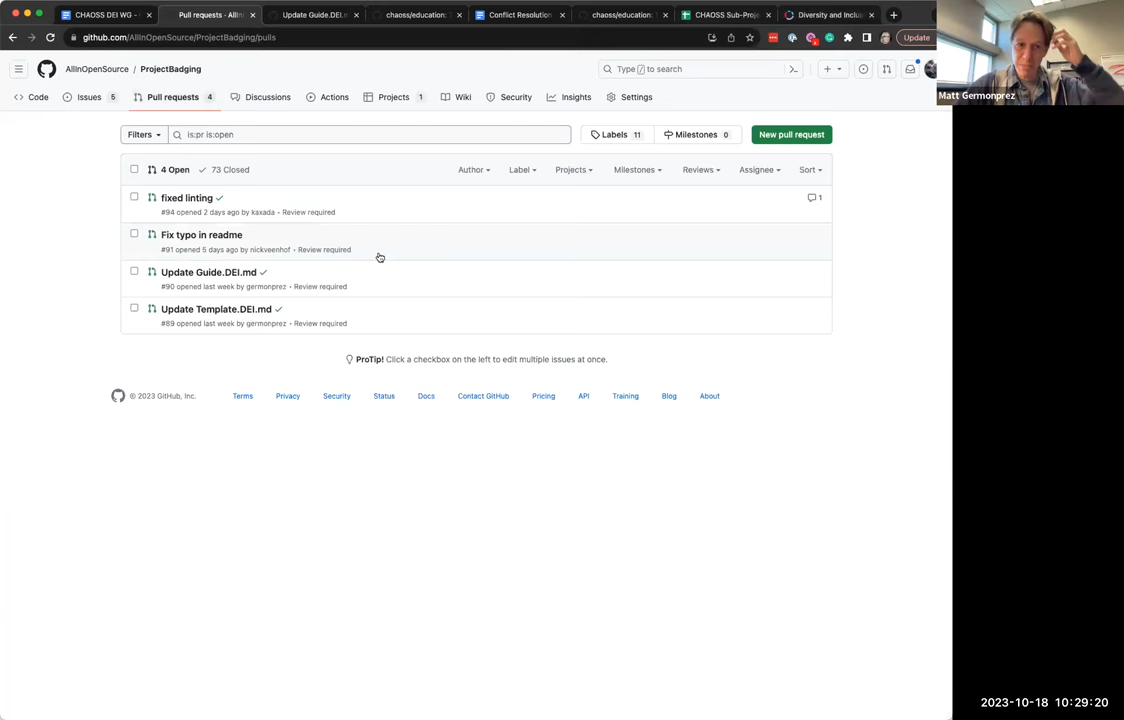 CHAOSS DEI WG -
Pull requests · AllIn
Update Guide.DEI.m
chaoss/education:
Conflict Resolution
chaoss/education:
CHAOSS Sub-Proje
Diversity and Inclu
github.com/AllInOpenSource/ProjectBadging/pulls
Update
AllInOpenSource / ProjectBadging
Type / to search
Matt Germonprez
Code
Issues 5
Pull requests 4
Discussions
Actions
Projects 1
Wiki
Security
Insights
Settings
Filters
is:pr is:open
Labels 11
Milestones 0
New pull request
4 Open
73 Closed
Author
Label
Projects
Milestones
Reviews
Assignee
Sort
fixed linting
1
#94 opened 2 days ago by kaxada • Review required
Fix typo in readme
#91 opened 5 days ago by nickveenhof • Review required
Update Guide.DEI.md
#90 opened last week by germonprez • Review required
Update Template.DEI.md
#89 opened last week by germonprez • Review required
ProTip! Click a checkbox on the left to edit multiple issues at once.
© 2023 GitHub, Inc.
Terms
Privacy
Security
Status
Docs
Contact GitHub
Pricing
API
Training
Blog
About
2023-10-18 10:29:20